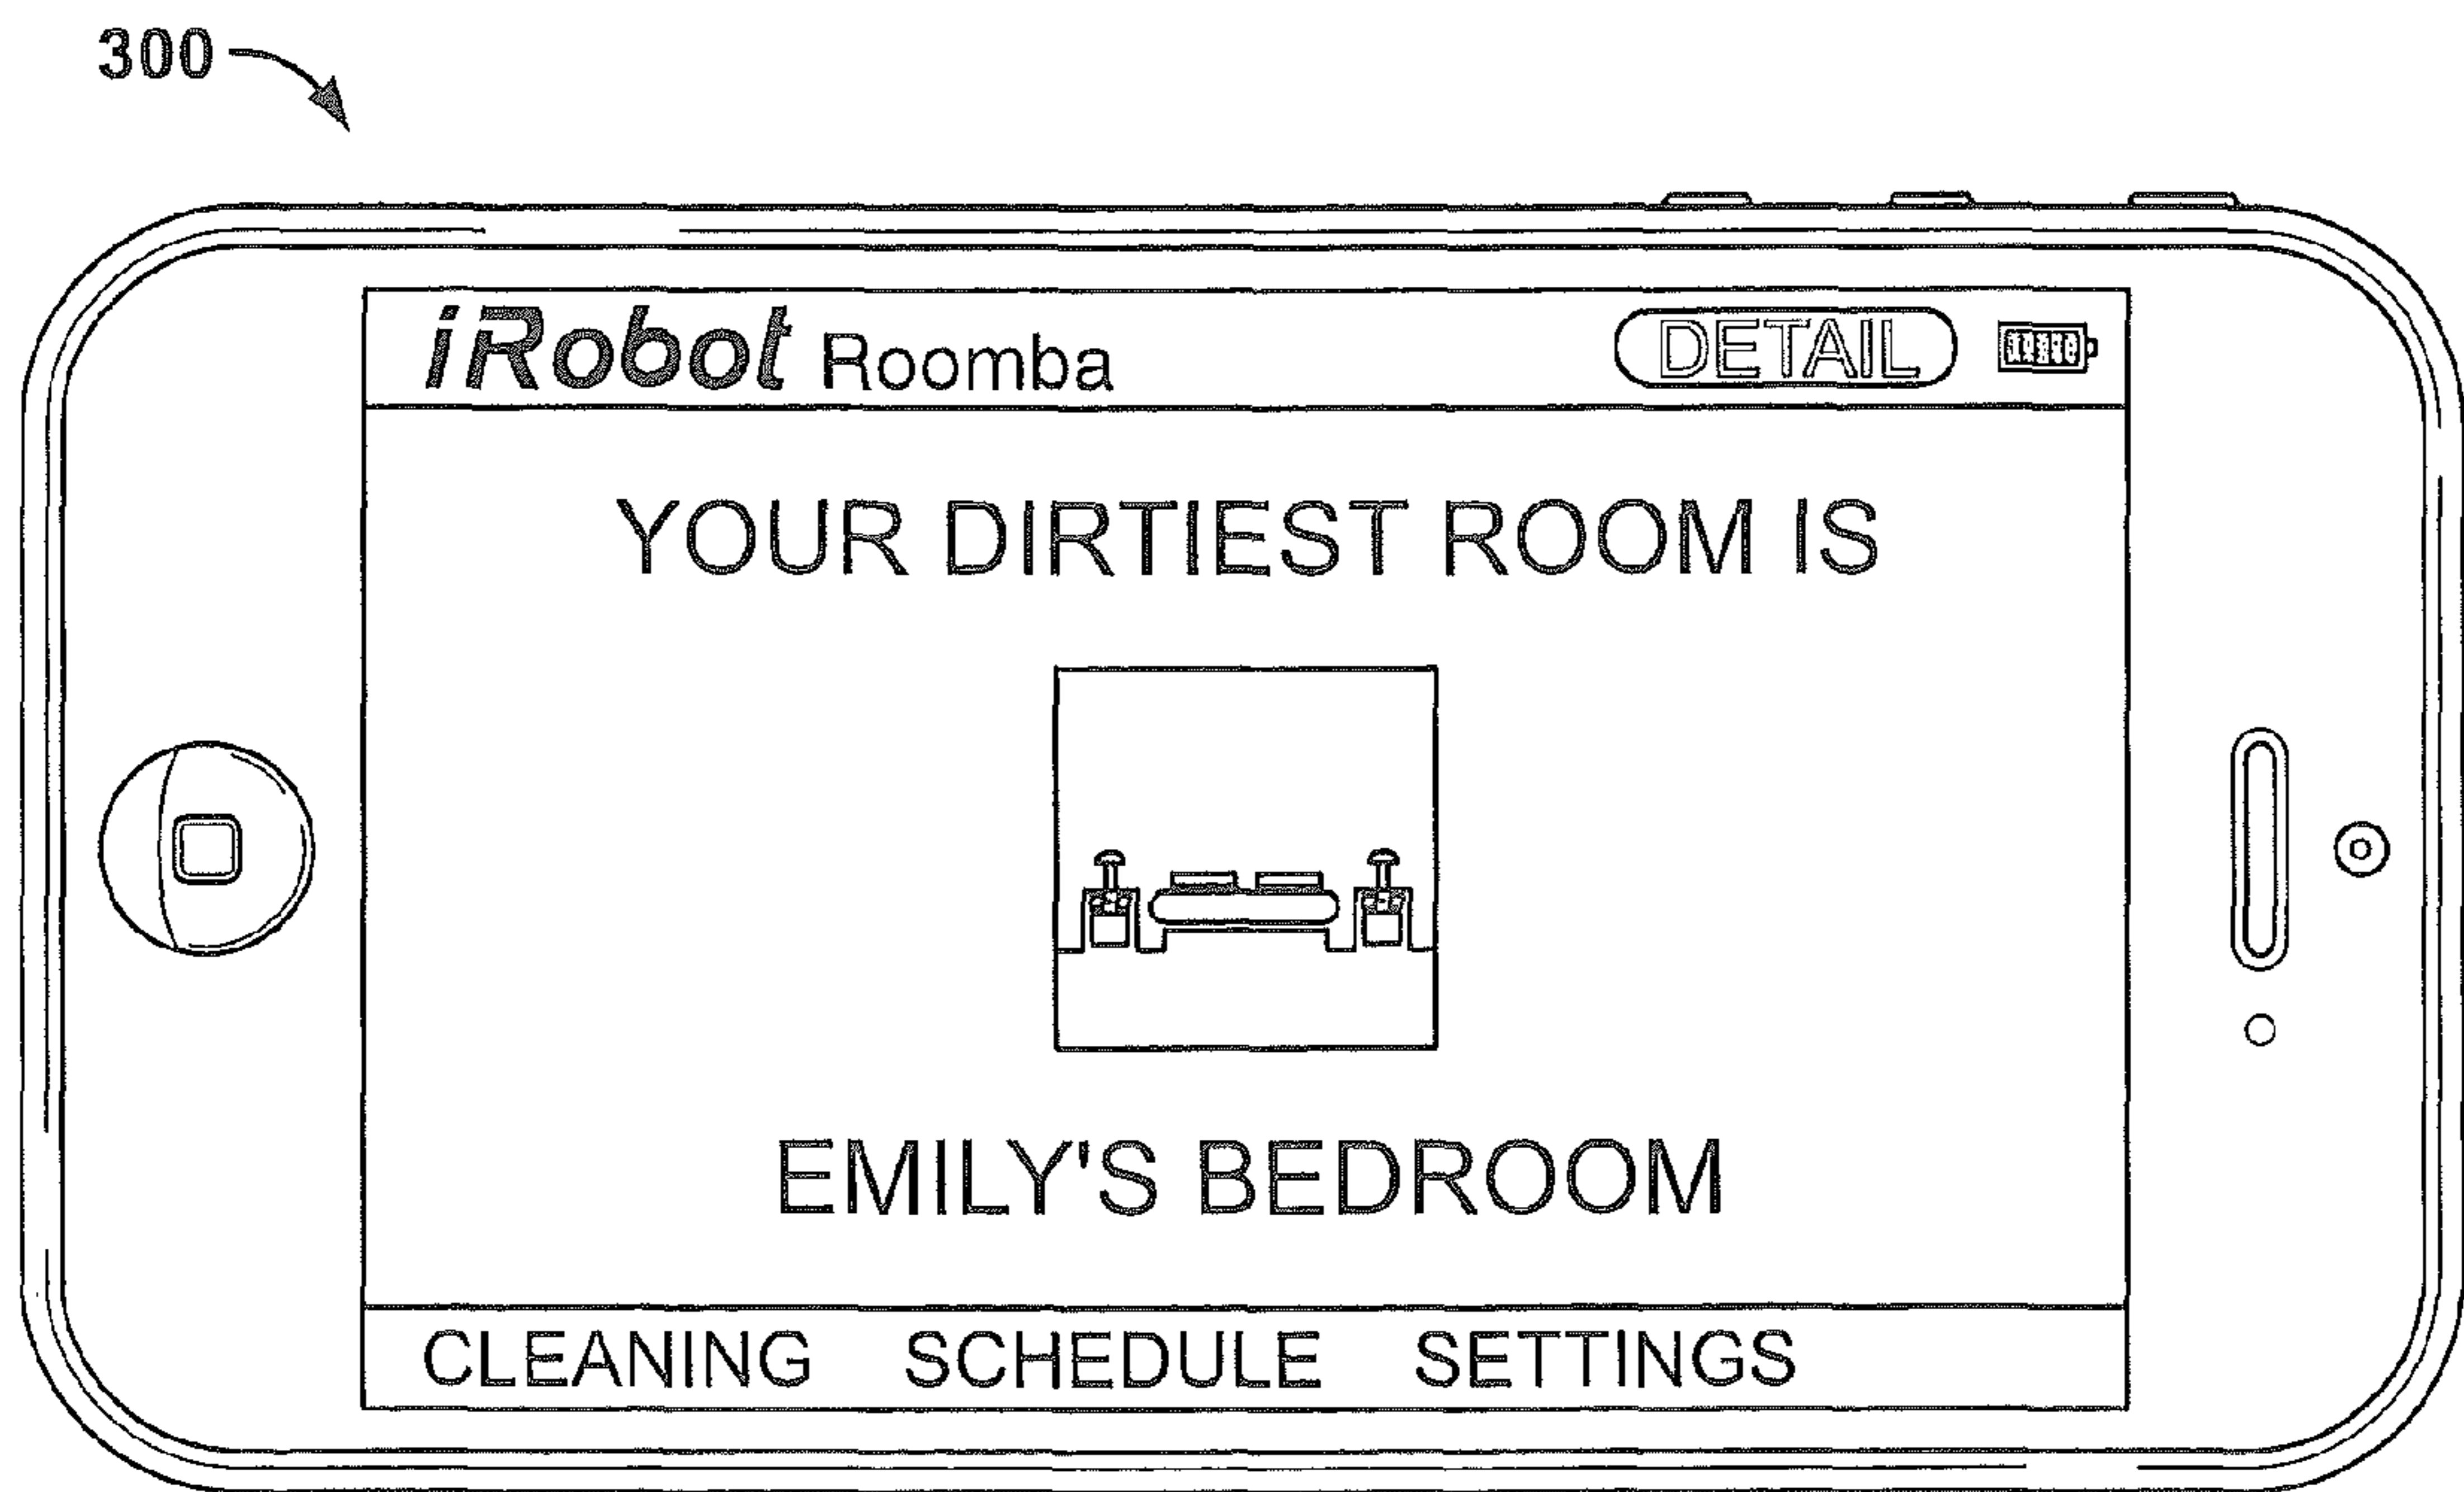 300
iRobot Roomba DETAIL
YOUR DIRTIEST ROOM IS
EMILY'S BEDROOM
CLEANING SCHEDULE SETTINGS